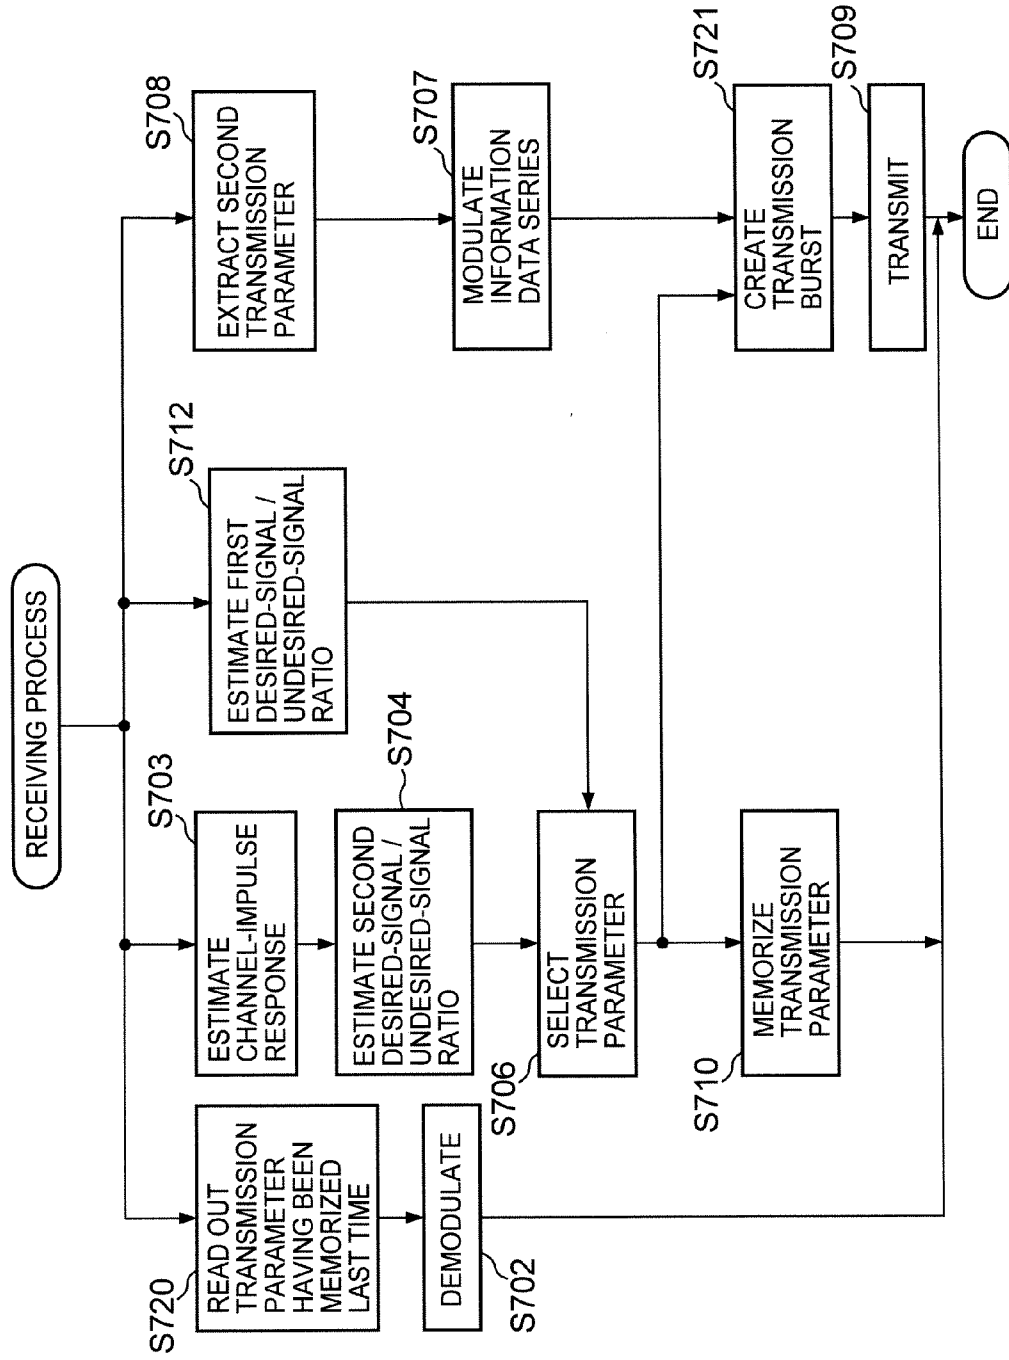 RECEIVING PROCESS
S720
READ OUT
TRANSMISSION
PARAMETER
HAVING BEEN
MEMORIZED
LAST TIME
DEMODULATE
S702
S703
ESTIMATE
CHANNEL-IMPULSE
RESPONSE
S704
ESTIMATE SECOND
DESIRED-SIGNAL /
UNDESIRED-SIGNAL
RATIO
S712
ESTIMATE FIRST
DESIRED-SIGNAL /
UNDESIRED-SIGNAL
RATIO
S706
SELECT
TRANSMISSION
PARAMETER
S710
MEMORIZE
TRANSMISSION
PARAMETER
S708
EXTRACT SECOND
TRANSMISSION
PARAMETER
S707
MODULATE
INFORMATION
DATA SERIES
S721
CREATE
TRANSMISSION
BURST
S709
TRANSMIT
END